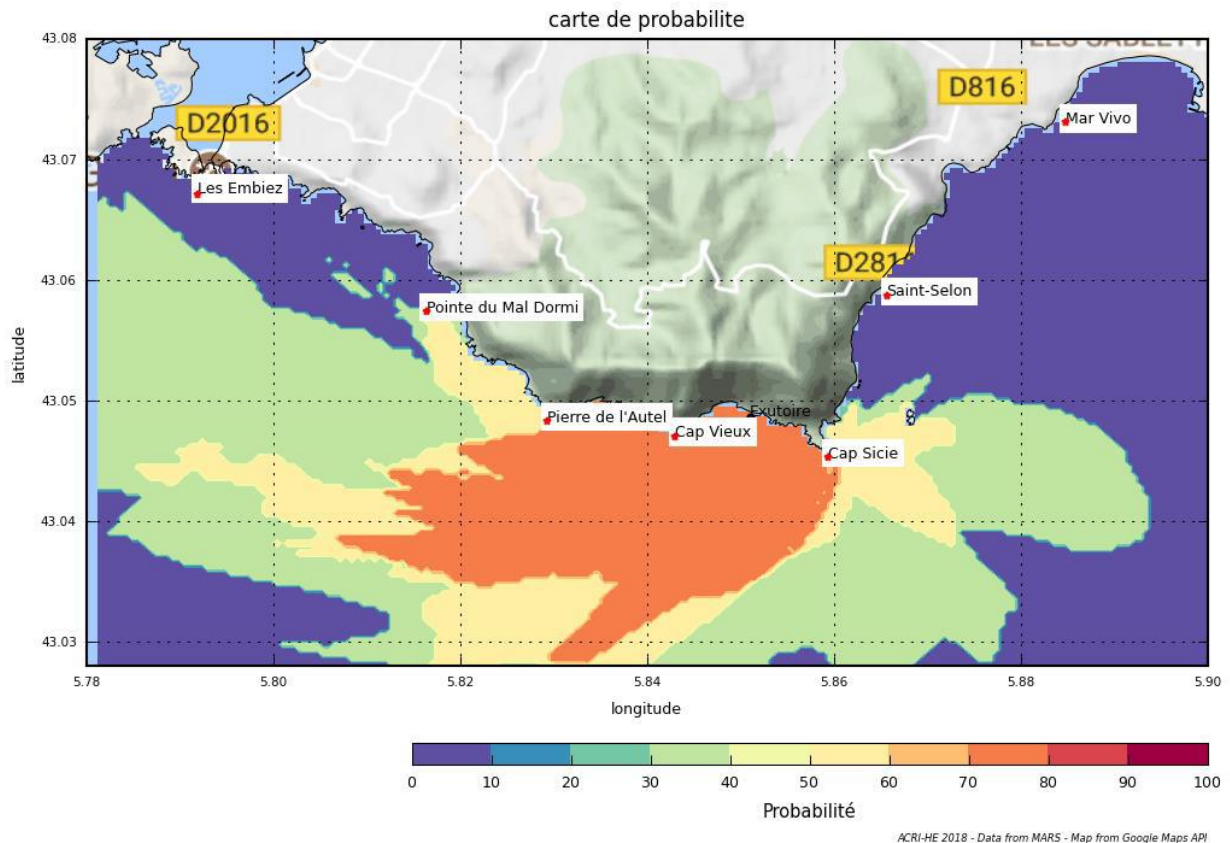 carte de probabilite
43.08
43.07
43.06
43.05
43.04
43.03
latitude
D2016
D816
Mar Vivo
Les Embiez
D281
Saint-Selon
Pointe du Mal Dormi
Pierre de l'Autel
Exutoire
Cap Vieux
Cap Sicie
5.78 5.80 5.82 5.84 5.86 5.88 5.90
longitude
0 10 20 30 40 50 60 70 80 90 100
Probabilité
ACRI-HE 2018 - Data from MARS - Map from Google Maps API